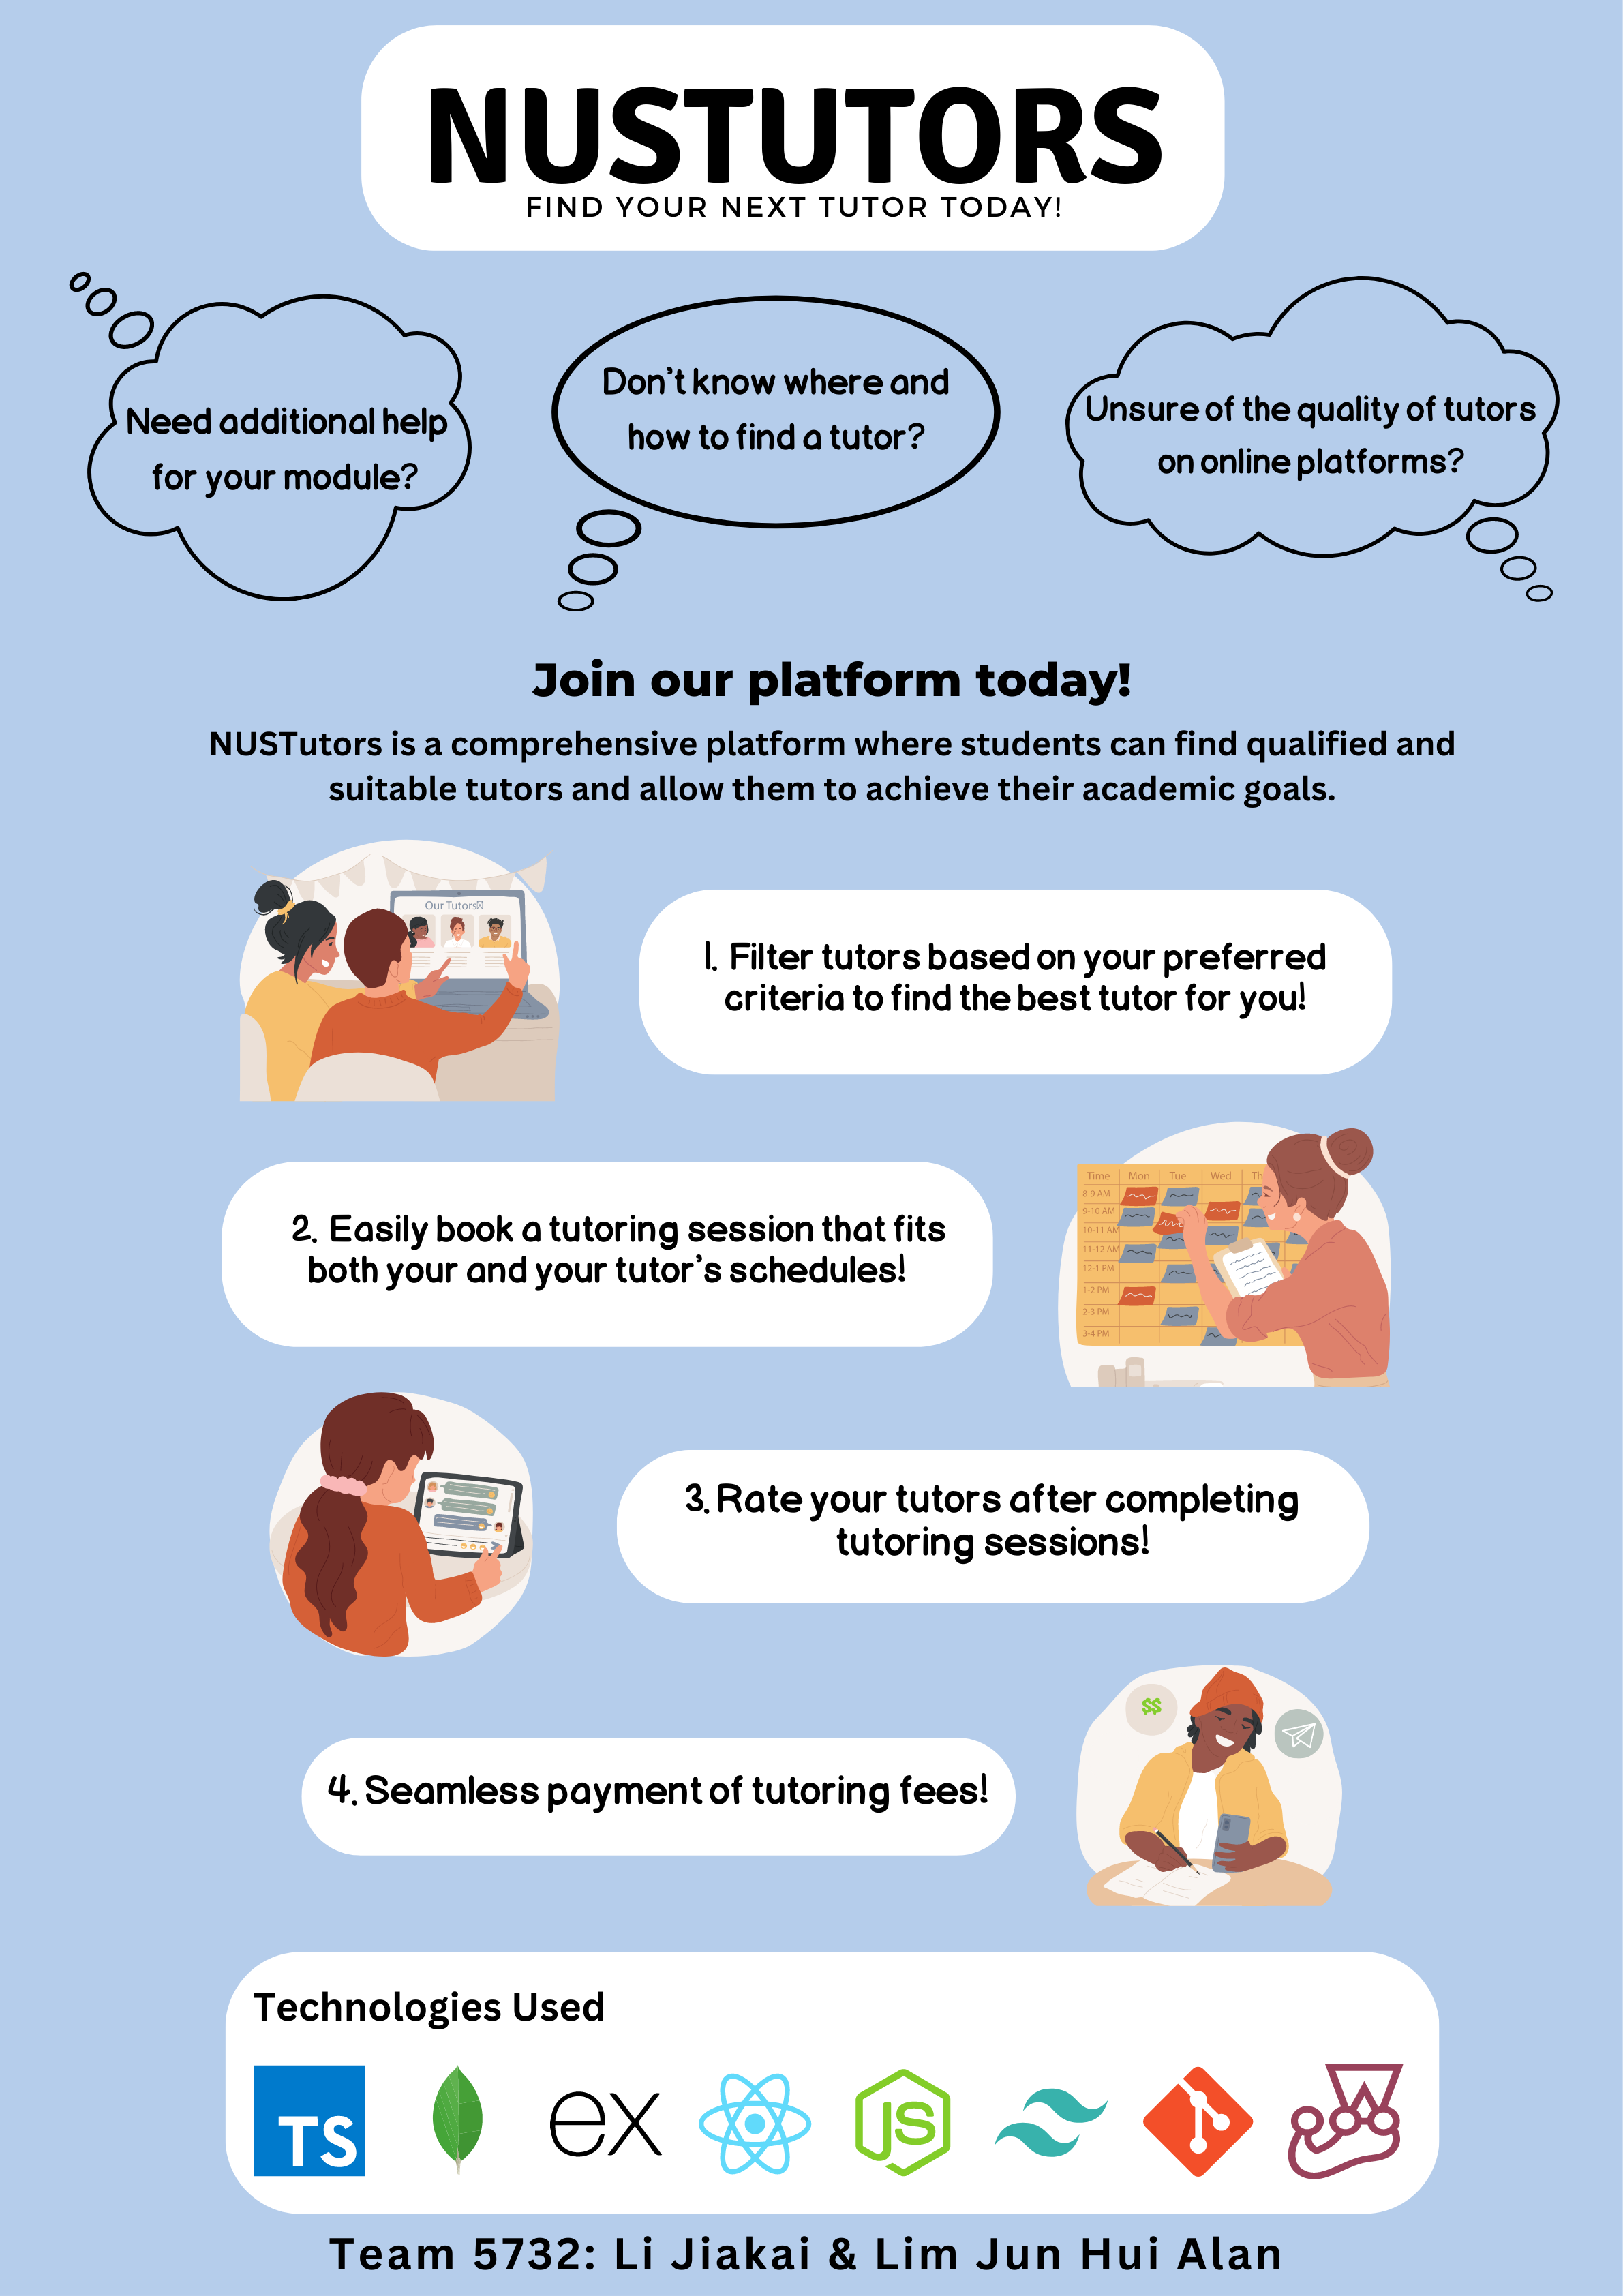 NUSTUTORS
FIND YOUR NEXT TUTOR TODAY!
Need additional help
for your module?
Don't know where and
how to find a tutor?
Unsure of the quality of tutors
on online platforms?
Join our platform today!
NUSTutors is a comprehensive platform where students can find qualified and
suitable tutors and allow them to achieve their academic goals.
Our Tutors
1. Filter tutors based on your preferred
criteria to find the best tutor for you!
2. Easily book a tutoring session that fits
both your and your tutor's schedules!
Time Mon Tue Wed Th
8-9 AM
9-10 AM
10-11 AM
11-12 AM
12-1 PM
1-2 PM
2-3 PM
3-4 PM
3. Rate your tutors after completing
tutoring sessions!
$$
4. Seamless payment of tutoring fees!
Technologies Used
TS
ex
JS
Team 5732: Li Jiakai & Lim Jun Hui Alan